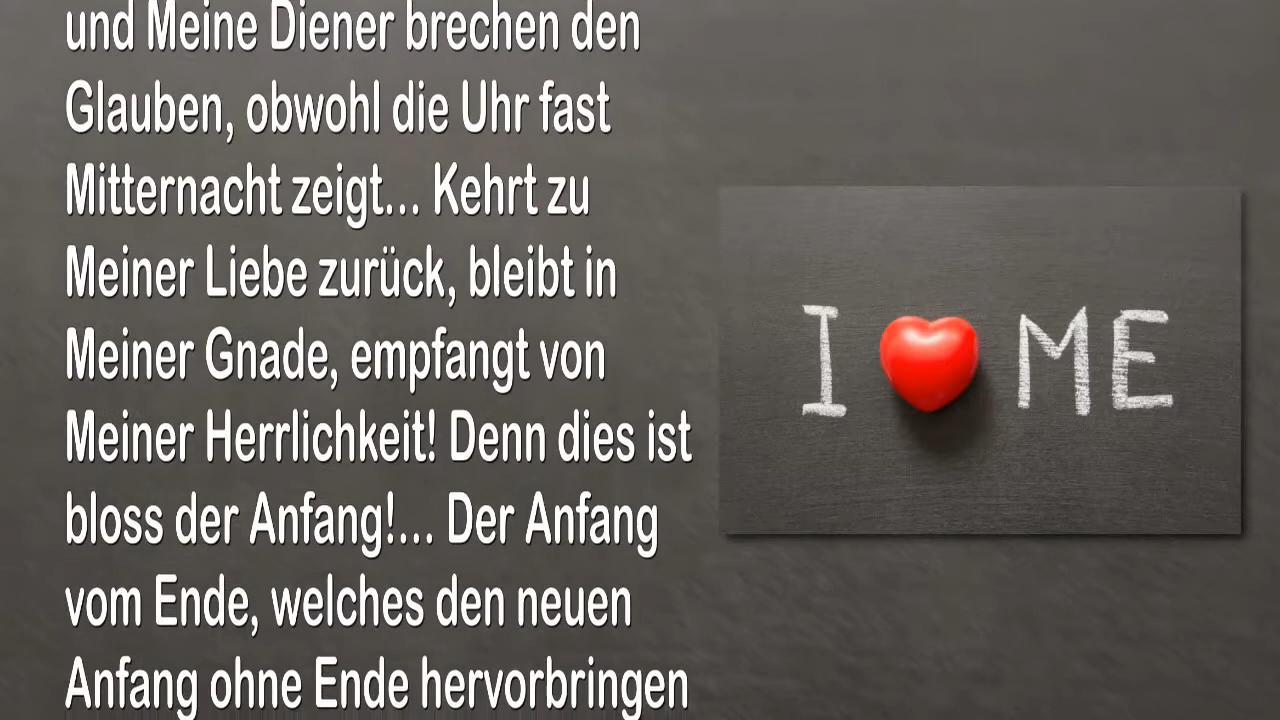 und Meine Diener brechen den
Glauben, obwohl die Uhr fast
Mitternacht zeigt... Kehrt zu
Meiner Liebe zurück, bleibt in
Meiner Gnade, empfangt von
Meiner Herrlichkeit! Denn dies ist
bloss der Anfang!... Der Anfang
vom Ende, welches den neuen
Anfang ohne Ende hervorbringen
I ME